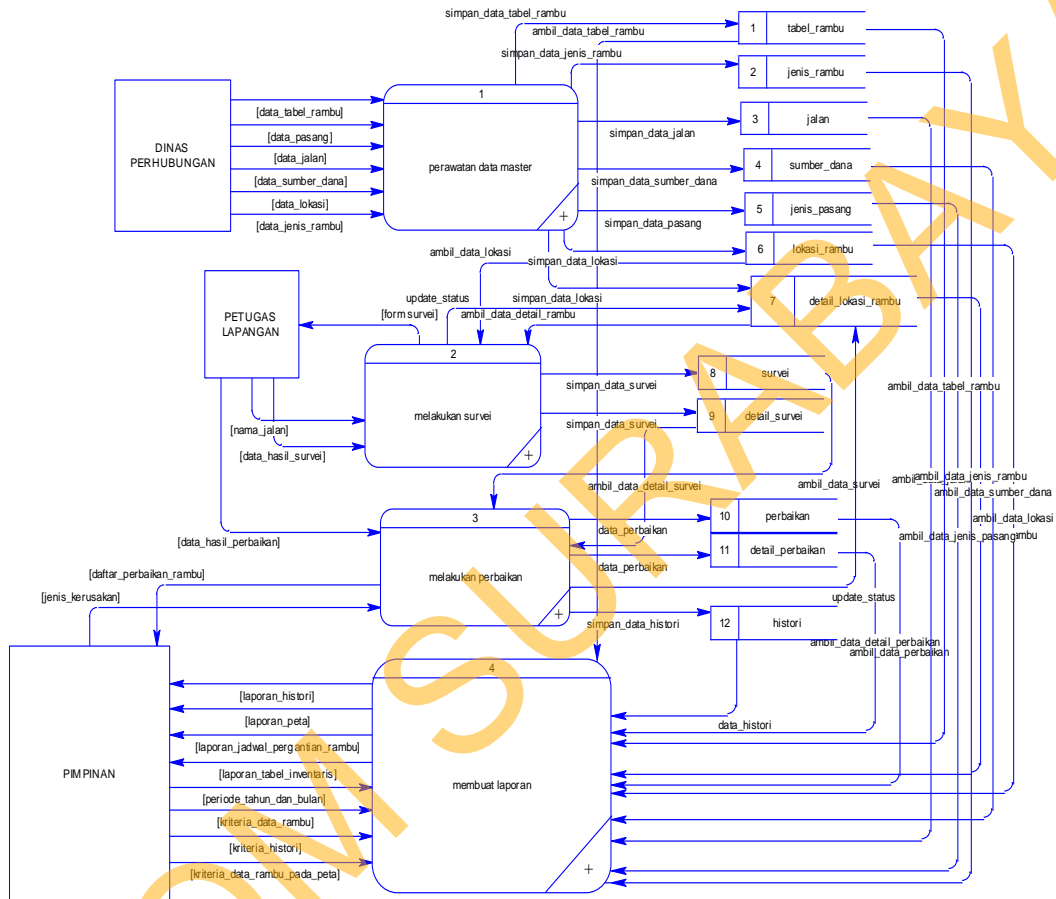 simpan_data_tabel_rambu
ambil_data_tabel_rambu
simpan_data_jenis_rambu
1 tabel_rambu
2 jenis_rambu
3 jalan
4 sumber_dana
5 jenis_pasang
6 lokasi_rambu
7 detail_lokasi_rambu
DINAS
PERHUBUNGAN
[data_tabel_rambu]
[data_pasang]
[data_jalan]
[data_sumber_dana]
[data_lokasi]
[data_jenis_rambu]
1
perawatan data master
+
simpan_data_jalan
simpan_data_sumber_dana
simpan_data_pasang
ambil_data_lokasi
simpan_data_lokasi
update_status
simpan_data_lokasi
[form survei]
ambil_data_detail_rambu
PETUGAS
LAPANGAN
2
melakukan survei
+
[nama_jalan]
[data_hasil_survei]
simpan_data_survei
simpan_data_survei
8 survei
9 detail_survei
ambil_data_tabel_rambu
ambil_data_detail_survei
ambil_data_survei
ambil_data_jenis_rambu
ambil_data_sumber_dana
ambil_data_lokasi
ambil_data_jenis_pasang
3
melakukan perbaikan
+
[data_hasil_perbaikan]
[daftar_perbaikan_rambu]
[jenis_kerusakan]
data_perbaikan
data_perbaikan
10 perbaikan
11 detail_perbaikan
update_status
simpan_data_histori
12 histori
ambil_data_detail_perbaikan
ambil_data_perbaikan
data_histori
PIMPINAN
4
membuat laporan
+
[laporan_histori]
[laporan_peta]
[laporan_jadwal_pergantian_rambu]
[laporan_tabel_inventaris]
[periode_tahun_dan_bulan]
[kriteria_data_rambu]
[kriteria_histori]
[kriteria_data_rambu_pada_peta]
OM SURABAY